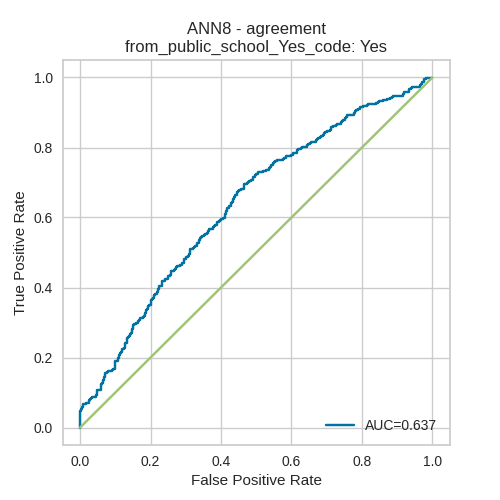 ANN8 - agreement
from_public_school_Yes_code: Yes
1.0
0.8
0.6
0.4
0.2
0.0
True Positive Rate
AUC=0.637
0.0 0.2 0.4 0.6 0.8 1.0
False Positive Rate